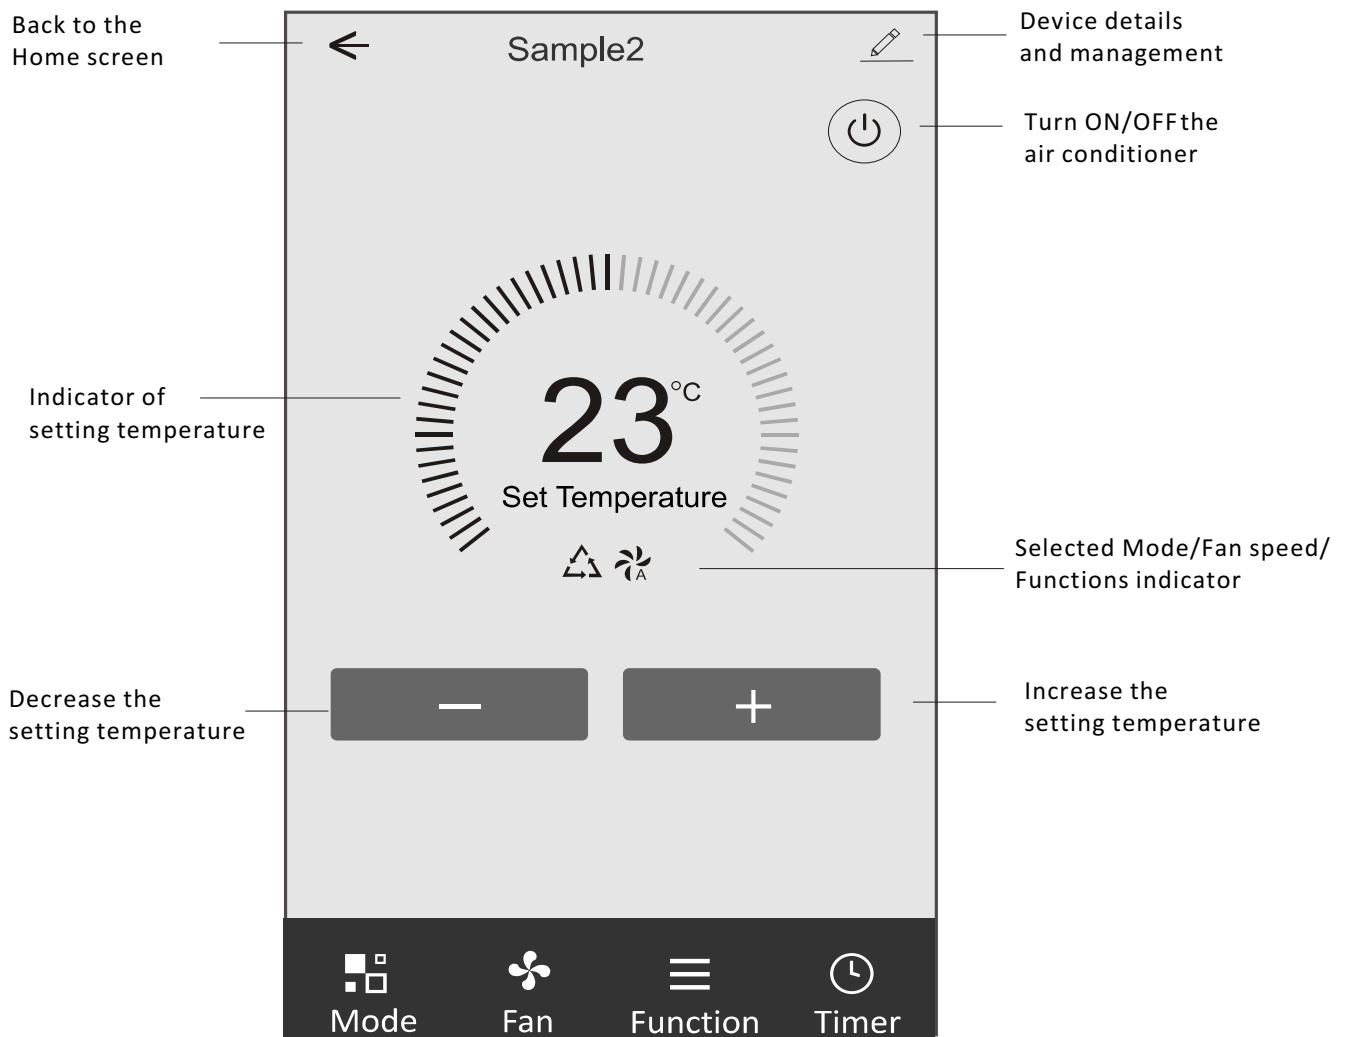 Back to the
Home screen
Sample2
Device details
and management
Turn ON/OFF the
air conditioner
Indicator of
setting temperature
23°C
Set Temperature
A
Selected Mode/Fan speed/
Functions indicator
Decrease the
setting temperature
Increase the
setting temperature
Mode
Fan
Function
Timer